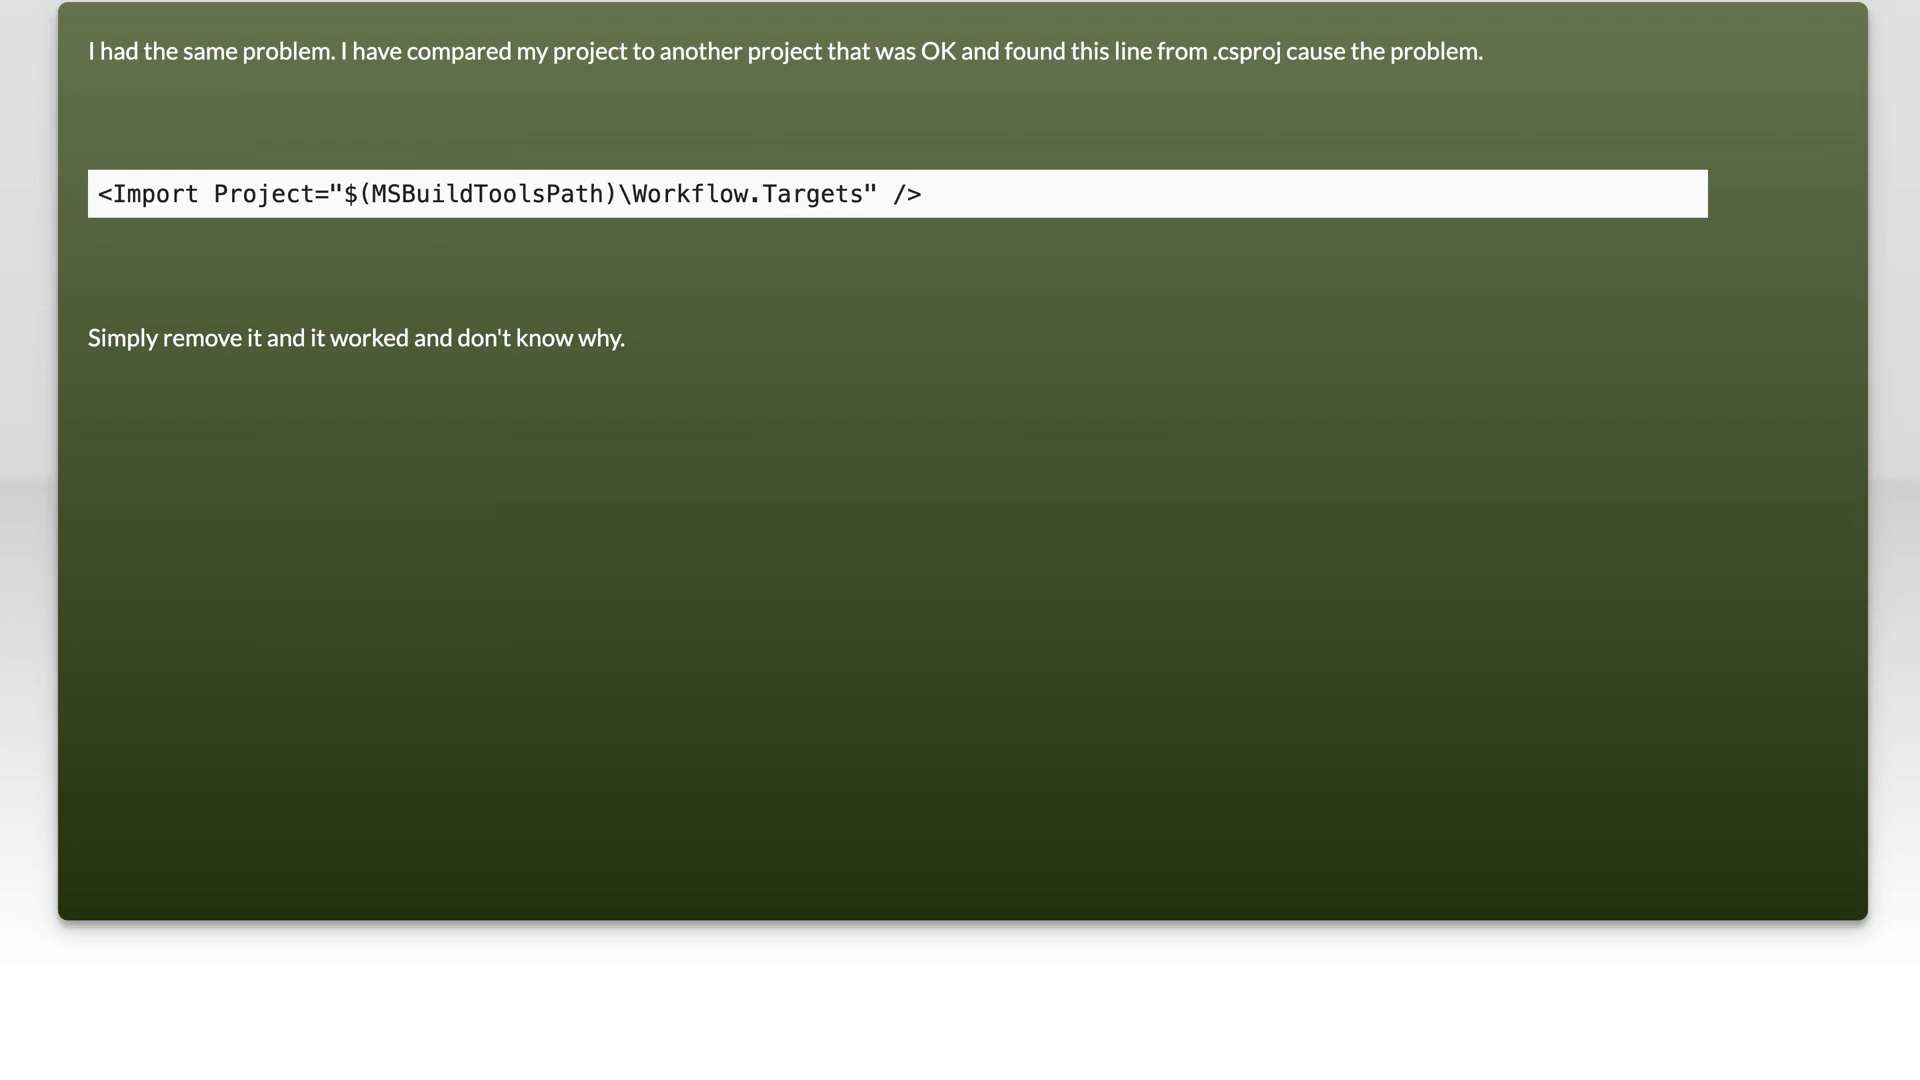 I had the same problem. I have compared my project to another project that was OK and found this line from .csproj cause the problem.
<Import Project="$(MSBuildToolsPath)\Workflow.Targets" />
Simply remove it and it worked and don't know why.